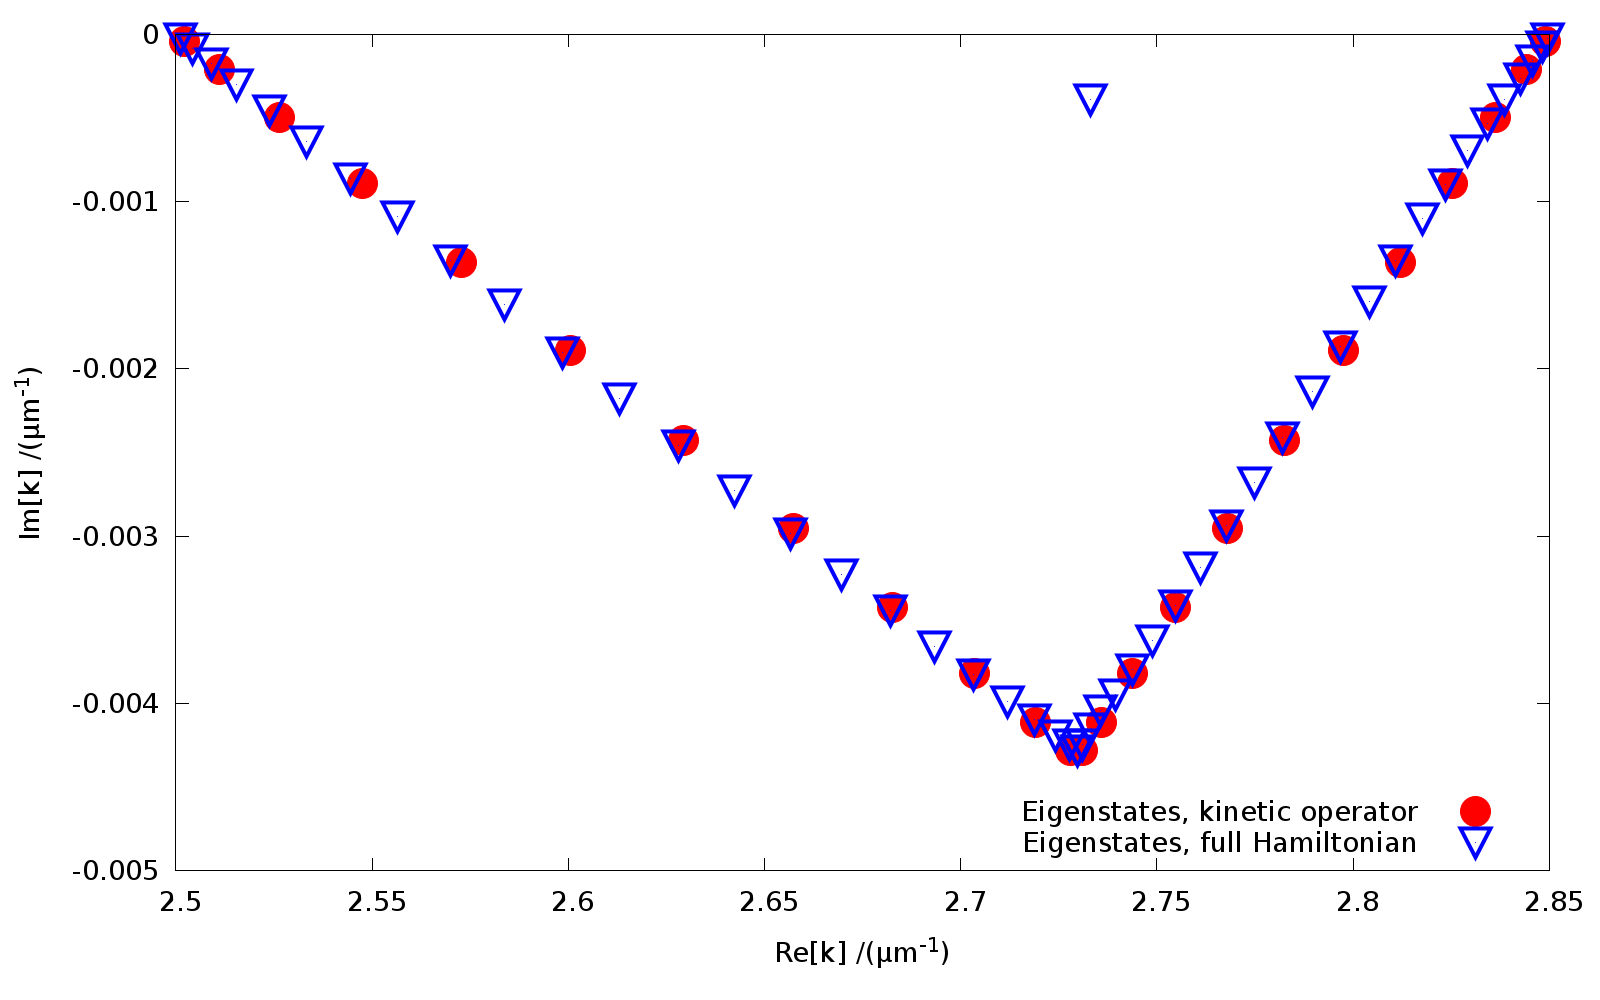 0
-0.001
-0.002
-0.003
-0.004
-0.005
Im[k] /(µm⁻¹)
Eigenstates, kinetic operator
Eigenstates, full Hamiltonian
2.5 2.55 2.6 2.65 2.7 2.75 2.8 2.85
Re[k] /(µm⁻¹)